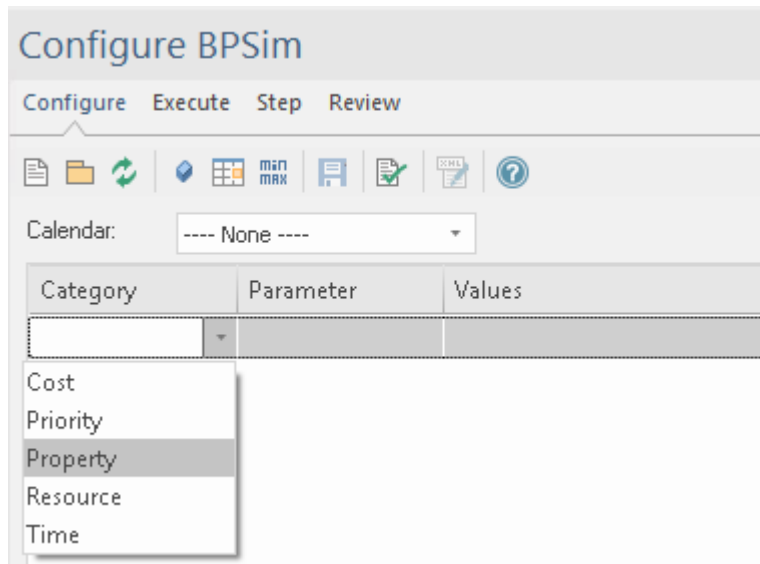 Configure BPSim
Configure Execute Step Review
min
max
XML
Calendar: ---- None ----
Category Parameter Values
Cost
Priority
Property
Resource
Time